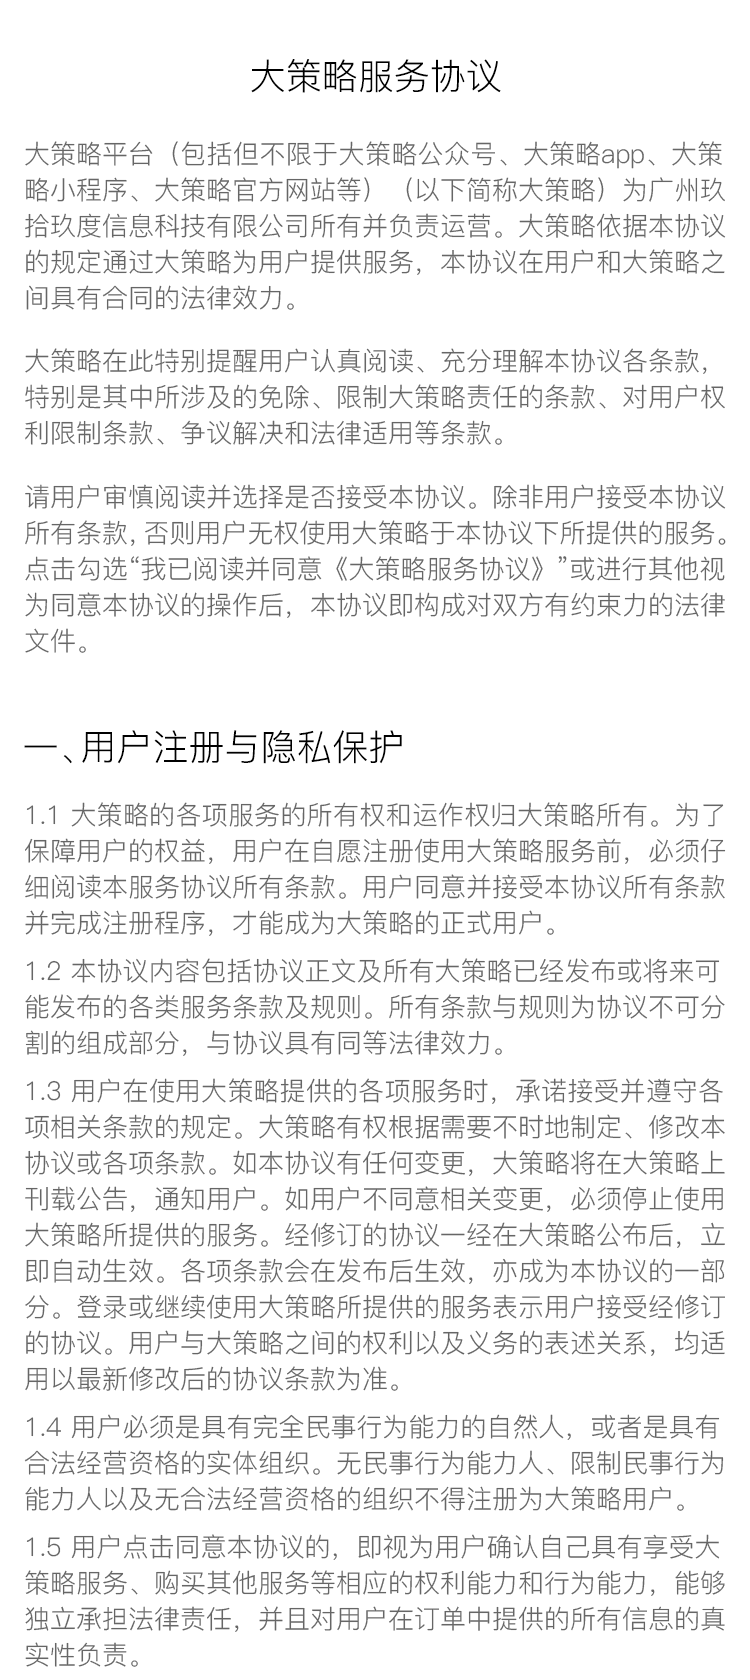 大策略服务协议
大策略平台（包括但不限于大策略公众号、大策略app、大策
略小程序、大策略官方网站等）（以下简称大策略）为广州玖
拾玖度信息科技有限公司所有并负责运营。大策略依据本协议
的规定通过大策略为用户提供服务，本协议在用户和大策略之
间具有合同的法律效力。
大策略在此特别提醒用户认真阅读、充分理解本协议各条款，
特别是其中所涉及的免除、限制大策略责任的条款、对用户权
利限制条款、争议解决和法律适用等条款。
请用户审慎阅读并选择是否接受本协议。除非用户接受本协议
所有条款，否则用户无权使用大策略于本协议下所提供的服务。
点击勾选“我已阅读并同意《大策略服务协议》”或进行其他视
为同意本协议的操作后，本协议即构成对双方有约束力的法律
文件。
一、用户注册与隐私保护
1.1 大策略的各项服务的所有权和运作权归大策略所有。为了
保障用户的权益，用户在自愿注册使用大策略服务前，必须仔
细阅读本服务协议所有条款。用户同意并接受本协议所有条款
并完成注册程序，才能成为大策略的正式用户。
1.2 本协议内容包括协议正文及所有大策略已经发布或将来可
能发布的各类服务条款及规则。所有条款与规则为协议不可分
割的组成部分，与协议具有同等法律效力。
1.3 用户在使用大策略提供的各项服务时，承诺接受并遵守各
项相关条款的规定。大策略有权根据需要不时地制定、修改本
协议或各项条款。如本协议有任何变更，大策略将在大策略上
刊载公告，通知用户。如用户不同意相关变更，必须停止使用
大策略所提供的服务。经修订的协议一经在大策略公布后，立
即自动生效。各项条款会在发布后生效，亦成为本协议的一部
分。登录或继续使用大策略所提供的服务表示用户接受经修订
的协议。用户与大策略之间的权利以及义务的表述关系，均适
用以最新修改后的协议条款为准。
1.4 用户必须是具有完全民事行为能力的自然人，或者是具有
合法经营资格的实体组织。无民事行为能力人、限制民事行为
能力人以及无合法经营资格的组织不得注册为大策略用户。
1.5 用户点击同意本协议的，即视为用户确认自己具有享受大
策略服务、购买其他服务等相应的权利能力和行为能力，能够
独立承担法律责任，并且对用户在订单中提供的所有信息的真
实性负责。